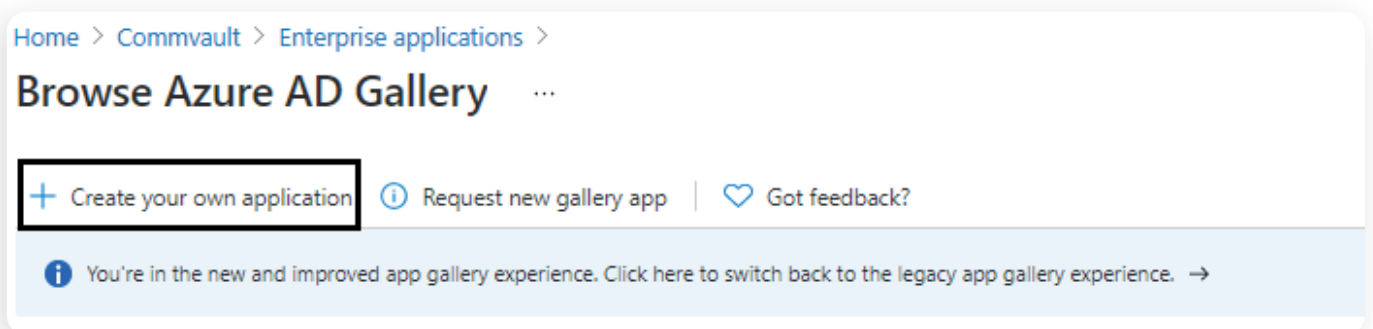 Home > Commvault > Enterprise applications >
Browse Azure AD Gallery ...
+ Create your own application Request new gallery app Got feedback?
You're in the new and improved app gallery experience. Click here to switch back to the legacy app gallery experience. →